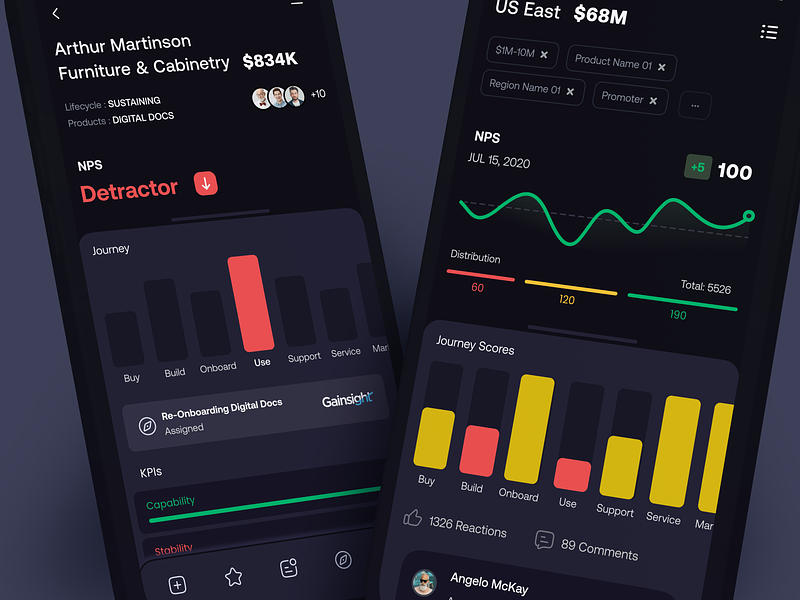 Arthur Martinson
Furniture & Cabinetry $834K
Lifecycle : SUSTAINING
Products : DIGITAL DOCS
+10
NPS
Detractor
Journey
Buy Build Onboard Use Support Service Mar
Re-Onboarding Digital Docs
Assigned
Gainsight
KPIs
Capability
Stability
US East $68M
$1M-10M Product Name 01
Region Name 01 Promoter ...
NPS
JUL 15, 2020
+5 100
Distribution
Total: 5526
60 120 190
Journey Scores
Buy Build Onboard Use Support Service Mar
1326 Reactions 89 Comments
Angelo McKay